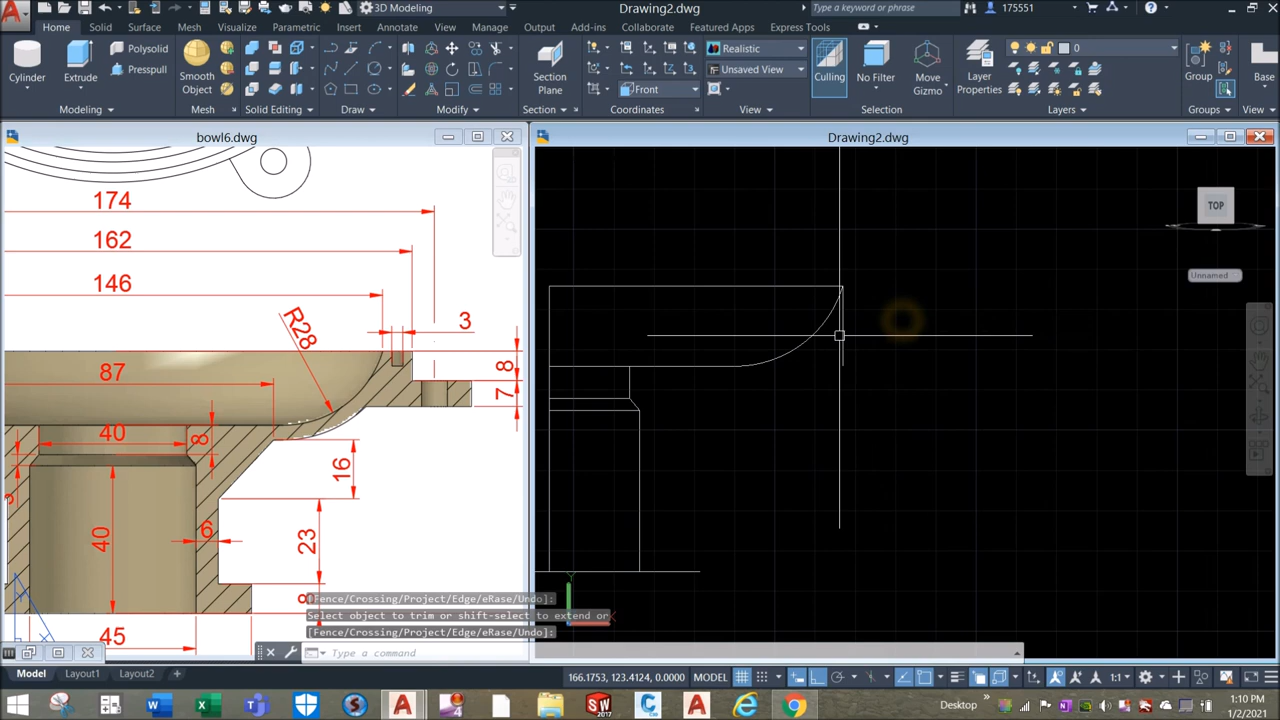 3D Modeling
Drawing2.dwg
Type a keyword or phrase
175551
Home
Solid
Surface
Mesh
Visualize
Parametric
Insert
Annotate
View
Manage
Output
Add-ins
Collaborate
Featured Apps
Cylinder
Extrude
Polysolid
Presspull
Smooth
Object
Section
Plane
Front
Realistic
Unsaved View
Culling
No Filter
Move
Gizmo
Layer
Properties
0
Group
Base
Modeling
Mesh
Solid Editing
Draw
Modify
Section
Coordinates
View
Selection
Layers
Groups
View
bowl6.dwg
Drawing2.dwg
174
162
146
R28
3
87
8
7
40
8
16
40
6
23
8
45
TOP
Unnamed
[Fence/Crossing/Project/Edge/eRase/Undo]:
Select object to trim or shift-select to extend or
[Fence/Crossing/Project/Edge/eRase/Undo]:
Type a command
Model
Layout1
Layout2
+
166.1753, 123.4124, 0.0000
MODEL
1:1
Desktop
1:10 PM
1/2/2021